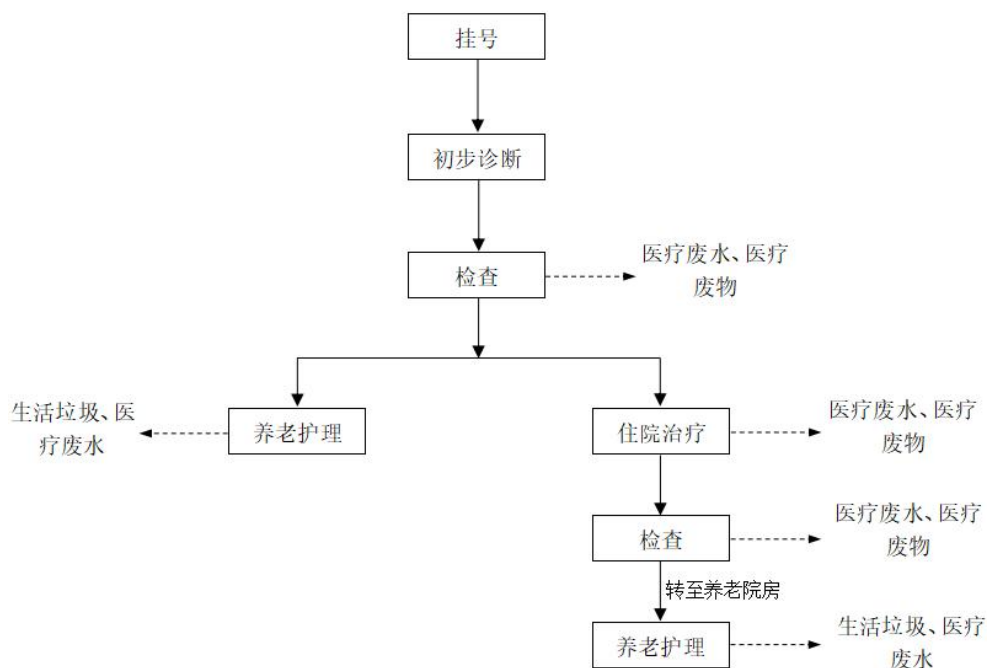 挂号
初步诊断
检查
医疗废水、医疗
废物
生活垃圾、医
疗废水
养老护理
住院治疗
医疗废水、医疗
废物
检查
医疗废水、医疗
废物
转至养老院房
养老护理
生活垃圾、医疗
废水